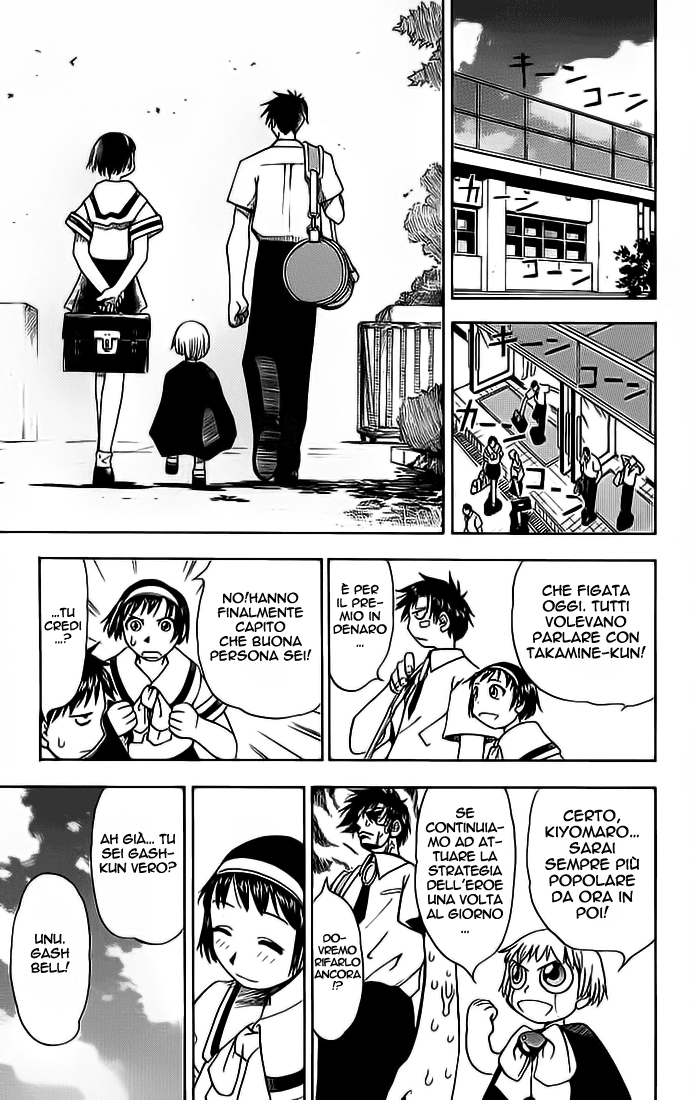 キーンコーン
カーンコーン
キーンコーン
カーンコーン
CHE FIGATA
OGGI. TUTTI
VOLEVANO
PARLARE CON
TAKAMINE-KUN!
È PER
IL PRE-
MIO IN
DENARO
...
NO!HANNO
FINALMENTE
CAPITO
CHE BUONA
PERSONA SEI!
...TU
CREDI
...?
CERTO,
KIYOMARO...
SARAI
SEMPRE PIÙ
POPOLARE
DA ORA IN
POI!
SE
CONTINUIA-
MO AD AT-
TUARE LA
STRATEGIA
DELL'EROE
UNA VOLTA
AL GIORNO
...
DO-
VREMO
RIFARLO
ANCORA
!?
AH GIÀ... TU
SEI GASH-
KUN VERO?
UNU.
GASH
BELL!